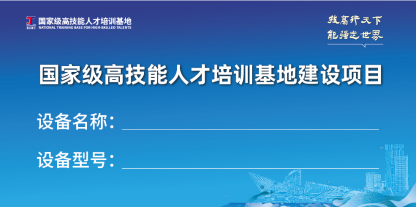 国家级高技能人才培训基地
NATIONAL TRAINING BASE FOR HIGH-SKILLED TALENTS
技高行天下
能强走世界
国家级高技能人才培训基地建设项目
设备名称：
设备型号：